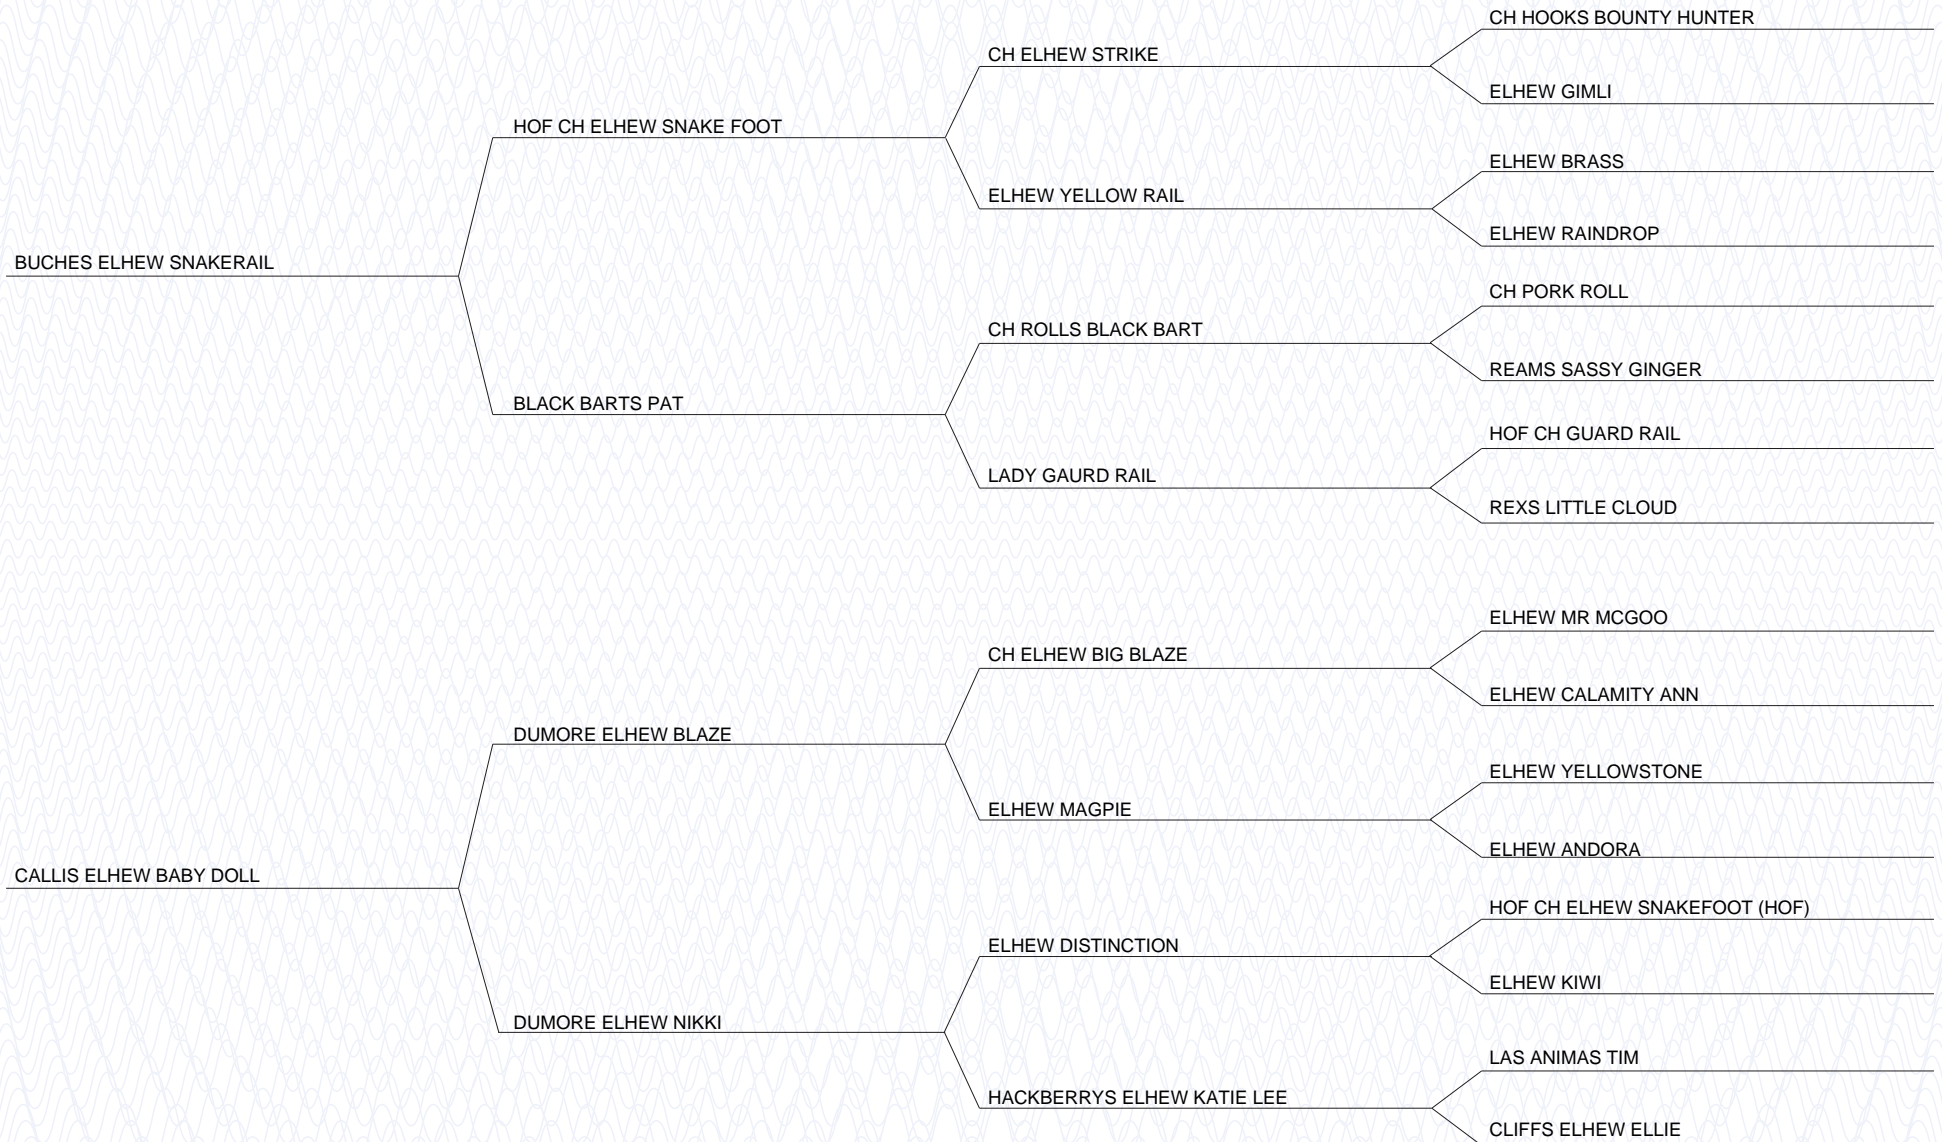 CH HOOKS BOUNTY HUNTER
CH ELHEW STRIKE
ELHEW GIMLI
HOF CH ELHEW SNAKE FOOT
ELHEW BRASS
ELHEW YELLOW RAIL
ELHEW RAINDROP
BUCHES ELHEW SNAKERAIL
CH PORK ROLL
CH ROLLS BLACK BART
REAMS SASSY GINGER
BLACK BARTS PAT
HOF CH GUARD RAIL
LADY GAURD RAIL
REXS LITTLE CLOUD
ELHEW MR MCGOO
CH ELHEW BIG BLAZE
ELHEW CALAMITY ANN
DUMORE ELHEW BLAZE
ELHEW YELLOWSTONE
ELHEW MAGPIE
ELHEW ANDORA
CALLIS ELHEW BABY DOLL
HOF CH ELHEW SNAKEFOOT (HOF)
ELHEW DISTINCTION
ELHEW KIWI
DUMORE ELHEW NIKKI
LAS ANIMAS TIM
HACKBERRYS ELHEW KATIE LEE
CLIFFS ELHEW ELLIE